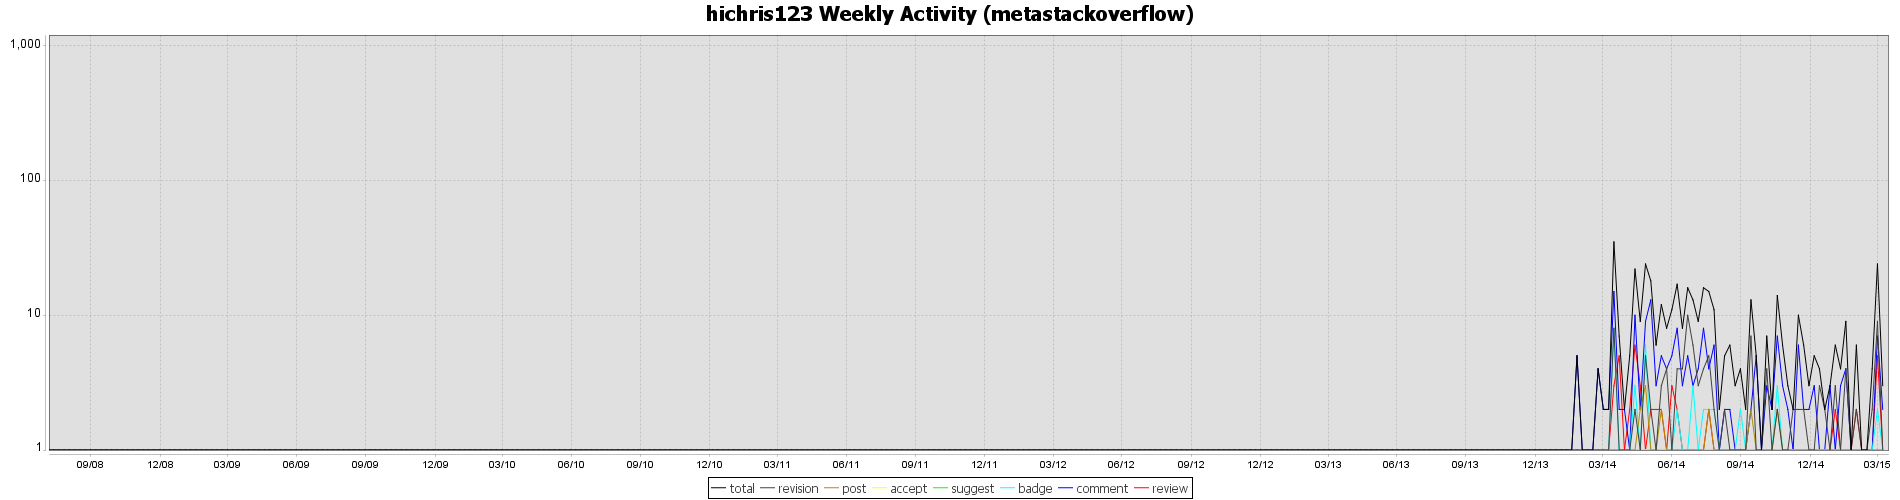 hichris123 Weekly Activity (metastackoverflow)
1,000
100
10
1
09/08 12/08 03/09 06/09 09/09 12/09 03/10 06/10 09/10 12/10 03/11 06/11 09/11 12/11 03/12 06/12 09/12 12/12 03/13 06/13 09/13 12/13 03/14 06/14 09/14 12/14 03/15
total revision post accept suggest badge comment review